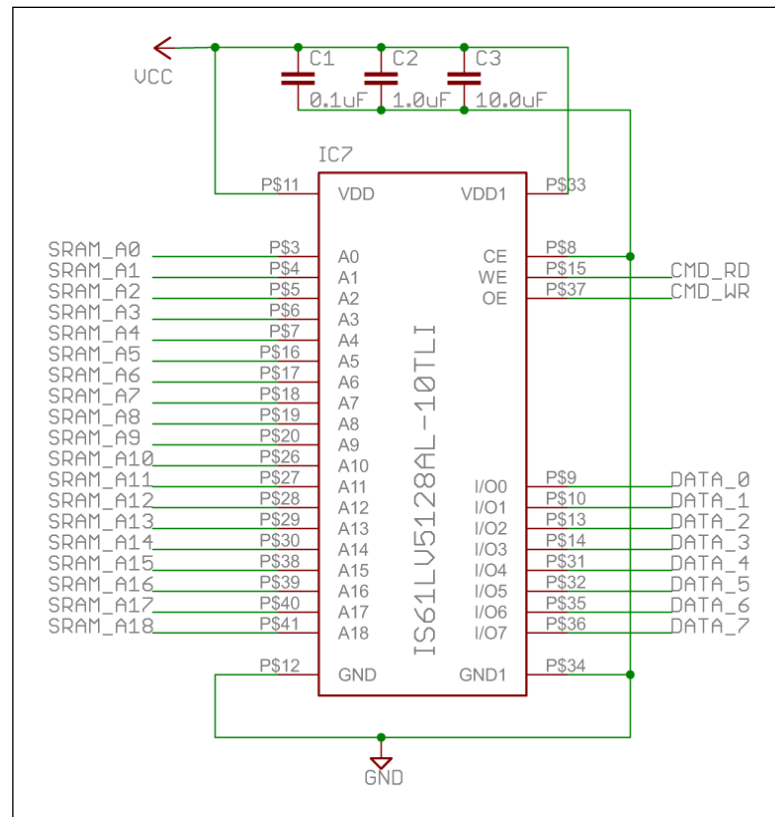 VCC
C1 C2 C3
0.1uF 1.0uF 10.0uF
IC7
P$11 VDD VDD1 P$33
SRAM_A0 P$3 A0 CE P$8
SRAM_A1 P$4 A1 WE P$15 CMD_RD
SRAM_A2 P$5 A2 OE P$37 CMD_WR
SRAM_A3 P$6 A3
SRAM_A4 P$7 A4
SRAM_A5 P$16 A5
SRAM_A6 P$17 A6
SRAM_A7 P$18 A7
SRAM_A8 P$19 A8
SRAM_A9 P$20 A9
SRAM_A10 P$26 A10
SRAM_A11 P$27 A11 I/O0 P$9 DATA_0
SRAM_A12 P$28 A12 I/O1 P$10 DATA_1
SRAM_A13 P$29 A13 I/O2 P$13 DATA_2
SRAM_A14 P$30 A14 I/O3 P$14 DATA_3
SRAM_A15 P$38 A15 I/O4 P$31 DATA_4
SRAM_A16 P$39 A16 I/O5 P$32 DATA_5
SRAM_A17 P$40 A17 I/O6 P$35 DATA_6
SRAM_A18 P$41 A18 I/O7 P$36 DATA_7
IS61LV5128AL-10TLI
P$12 GND GND1 P$34
GND